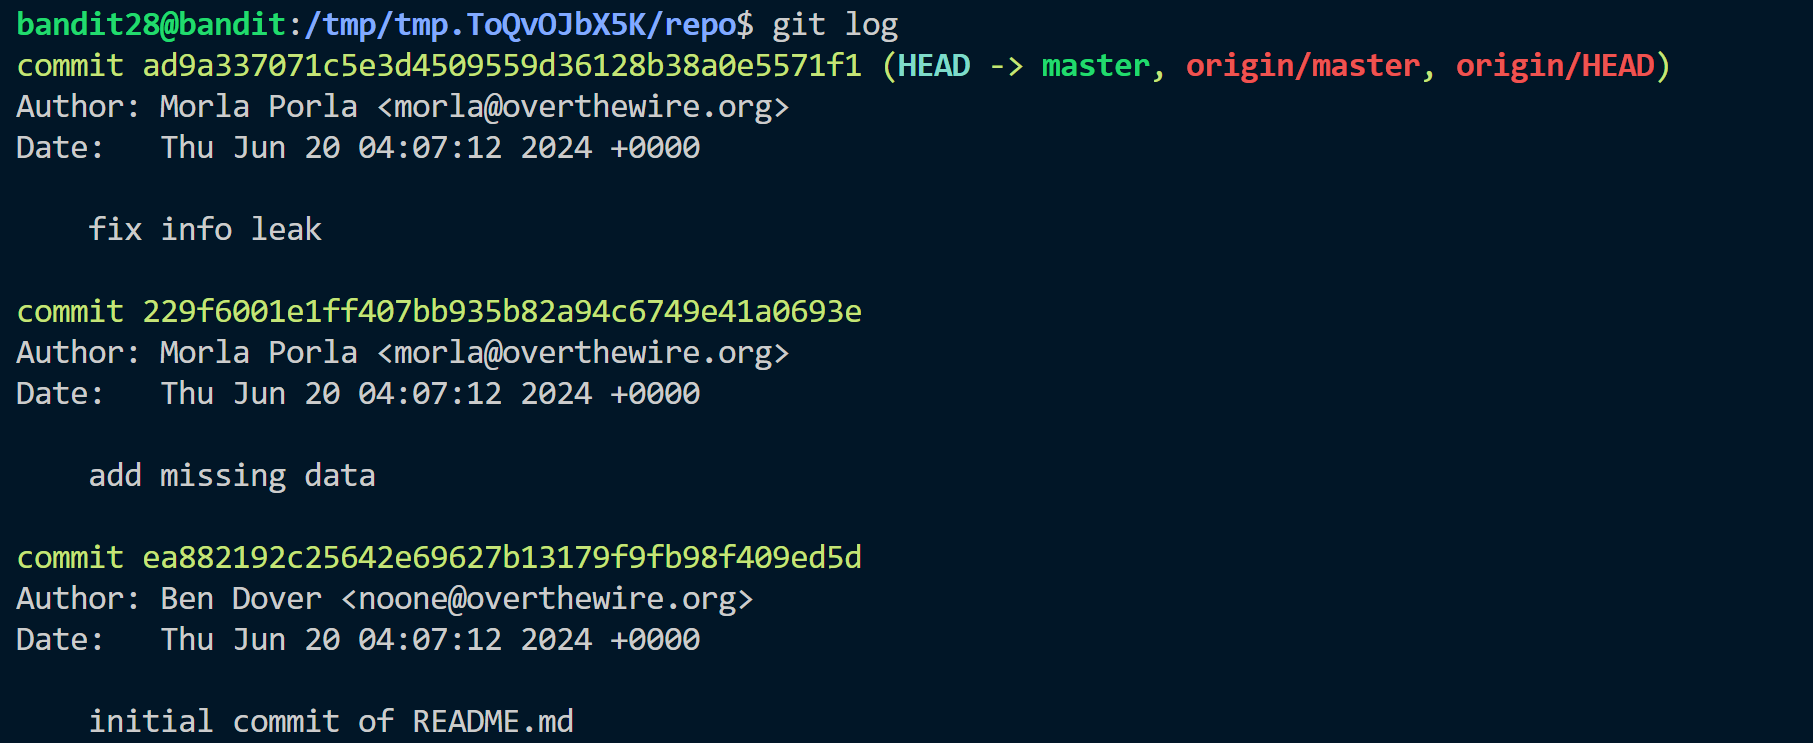 bandit28@bandit:/tmp/tmp.ToQvOJbX5K/repo$ git log
commit ad9a337071c5e3d4509559d36128b38a0e5571f1 (HEAD -> master, origin/master, origin/HEAD)
Author: Morla Porla <morla@overthewire.org>
Date:   Thu Jun 20 04:07:12 2024 +0000
    fix info leak
commit 229f6001e1ff407bb935b82a94c6749e41a0693e
Author: Morla Porla <morla@overthewire.org>
Date:   Thu Jun 20 04:07:12 2024 +0000
    add missing data
commit ea882192c25642e69627b13179f9fb98f409ed5d
Author: Ben Dover <noone@overthewire.org>
Date:   Thu Jun 20 04:07:12 2024 +0000
    initial commit of README.md